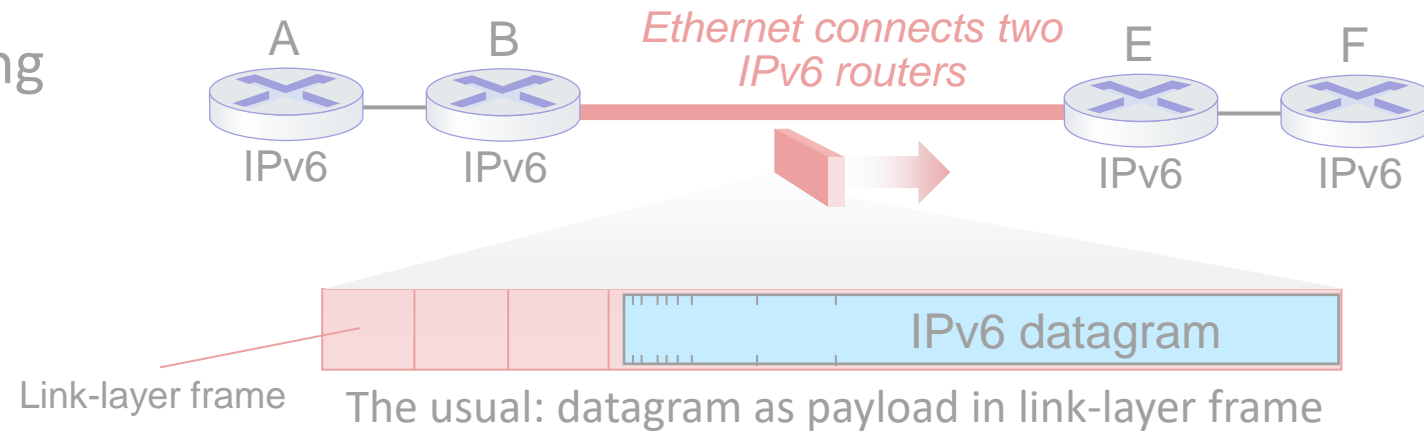 ng
A
B
Ethernet connects two
IPv6 routers
E
F
IPv6
IPv6
IPv6
IPv6
IPv6 datagram
Link-layer frame
The usual: datagram as payload in link-layer frame